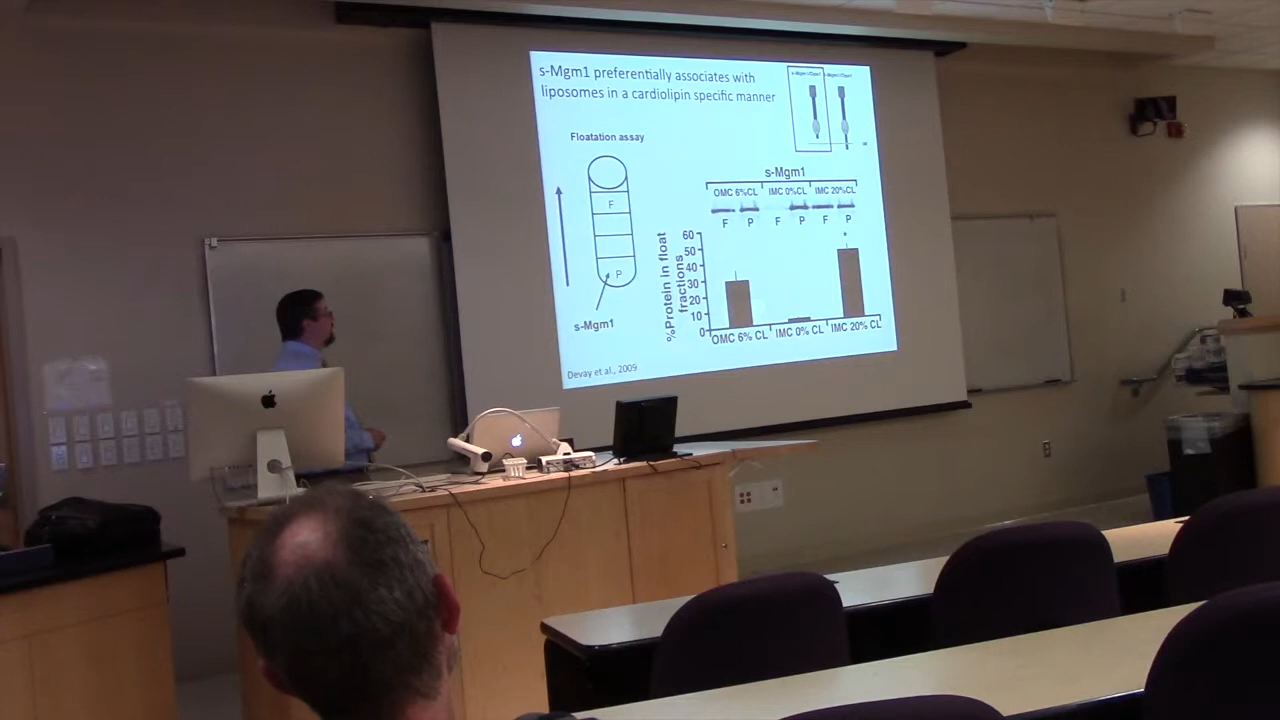 s-Mgm1 preferentially associates with
liposomes in a cardiolipin specific manner
Floatation assay
F
P
s-Mgm1
Devay et al., 2009
s-Mgm1
OMC 6%CL IMC 0%CL IMC 20%CL
F P F P F P
%Protein in float
fractions
60
50
40
30
20
10
0
*
OMC 6% CL IMC 0% CL IMC 20% CL